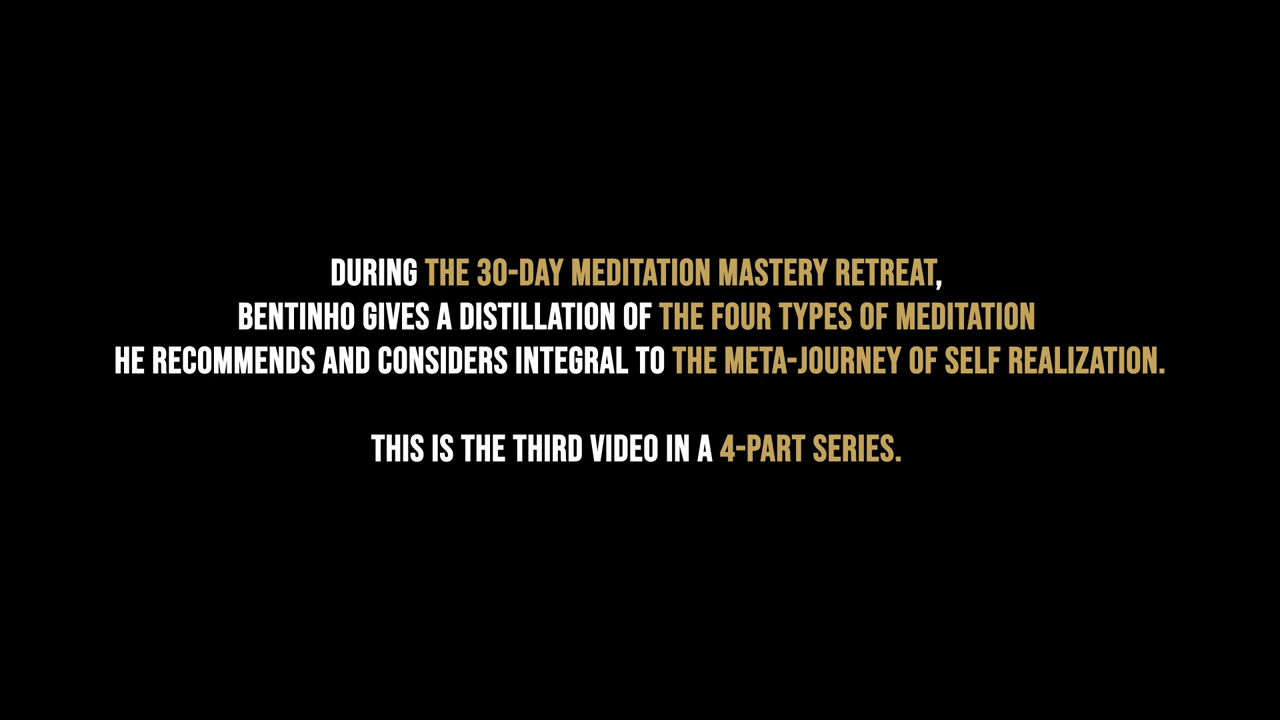 DURING THE 30-DAY MEDITATION MASTERY RETREAT,
BENTINHO GIVES A DISTILLATION OF THE FOUR TYPES OF MEDITATION
HE RECOMMENDS AND CONSIDERS INTEGRAL TO THE META-JOURNEY OF SELF REALIZATION.
THIS IS THE THIRD VIDEO IN A 4-PART SERIES.